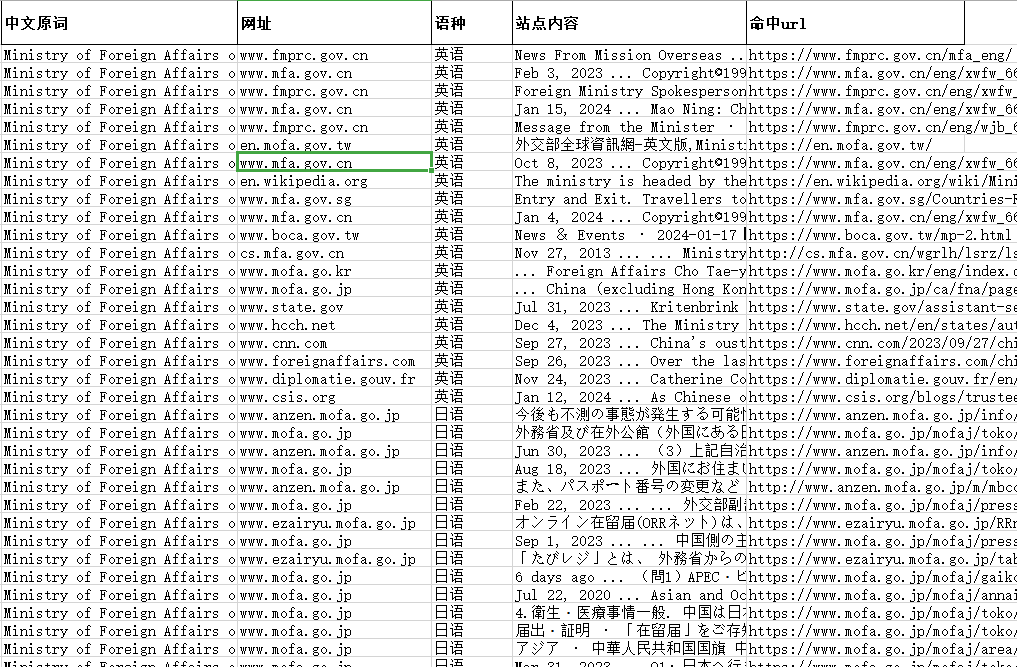 中文原词 网址 语种 站点内容 命中url
Ministry of Foreign Affairs o www.fmprc.gov.cn 英语 News From Mission Overseas .. https://www.fmprc.gov.cn/mfa_eng/
Ministry of Foreign Affairs o www.mfa.gov.cn 英语 Feb 3, 2023 ... Copyright©199 https://www.mfa.gov.cn/eng/xwfw_66
Ministry of Foreign Affairs o www.fmprc.gov.cn 英语 Foreign Ministry Spokesperson https://www.fmprc.gov.cn/eng/xwfw_
Ministry of Foreign Affairs o www.mfa.gov.cn 英语 Jan 15, 2024 ... Mao Ning: Ch https://www.mfa.gov.cn/eng/xwfw_66
Ministry of Foreign Affairs o www.fmprc.gov.cn 英语 Message from the Minister · https://www.fmprc.gov.cn/eng/wjb_6
Ministry of Foreign Affairs o en.mofa.gov.tw 英语 外交部全球資訊網-英文版,Minist https://en.mofa.gov.tw/
Ministry of Foreign Affairs o www.mfa.gov.cn 英语 Oct 8, 2023 ... Copyright©199 https://www.mfa.gov.cn/eng/xwfw_66
Ministry of Foreign Affairs o en.wikipedia.org 英语 The ministry is headed by the https://en.wikipedia.org/wiki/Mini
Ministry of Foreign Affairs o www.mfa.gov.sg 英语 Entry and Exit. Travellers to https://www.mfa.gov.sg/Countries-R
Ministry of Foreign Affairs o www.mfa.gov.cn 英语 Jan 4, 2024 ... Copyright©199 https://www.mfa.gov.cn/eng/xwfw_66
Ministry of Foreign Affairs o www.boca.gov.tw 英语 News & Events · 2024-01-17 https://www.boca.gov.tw/mp-2.html
Ministry of Foreign Affairs o cs.mfa.gov.cn 英语 Nov 27, 2013 ... ... Ministry http://cs.mfa.gov.cn/wgrlh/lsrz/ls
Ministry of Foreign Affairs o www.mofa.go.kr 英语 ... Foreign Affairs Cho Tae-y https://www.mofa.go.kr/eng/index.d
Ministry of Foreign Affairs o www.mofa.go.jp 英语 ... China (excluding Hong Kon https://www.mofa.go.jp/ca/fna/page
Ministry of Foreign Affairs o www.state.gov 英语 Jul 31, 2023 ... Kritenbrink https://www.state.gov/assistant-se
Ministry of Foreign Affairs o www.hcch.net 英语 Dec 4, 2023 ... The Ministry https://www.hcch.net/en/states/aut
Ministry of Foreign Affairs o www.cnn.com 英语 Sep 27, 2023 ... China's oust https://www.cnn.com/2023/09/27/chi
Ministry of Foreign Affairs o www.foreignaffairs.com 英语 Sep 26, 2023 ... Over the las https://www.foreignaffairs.com/chi
Ministry of Foreign Affairs o www.diplomatie.gouv.fr 英语 Nov 24, 2023 ... Catherine Co https://www.diplomatie.gouv.fr/en/
Ministry of Foreign Affairs o www.csis.org 英语 Jan 12, 2024 ... As Chinese o https://www.csis.org/blogs/trustee
Ministry of Foreign Affairs o www.anzen.mofa.go.jp 日语 今後も不測の事態が発生する可能 https://www.anzen.mofa.go.jp/info/
Ministry of Foreign Affairs o www.mofa.go.jp 日语 外務省及び在外公館（外国にある https://www.mofa.go.jp/mofaj/toko/
Ministry of Foreign Affairs o www.anzen.mofa.go.jp 日语 Jun 30, 2023 ... （3）上記自治 https://www.anzen.mofa.go.jp/info/
Ministry of Foreign Affairs o www.mofa.go.jp 日语 Aug 18, 2023 ... 外国にお住ま https://www.mofa.go.jp/mofaj/toko/
Ministry of Foreign Affairs o www.anzen.mofa.go.jp 日语 また、パスポート番号の変更など http://www.anzen.mofa.go.jp/m/mbcc
Ministry of Foreign Affairs o www.mofa.go.jp 日语 Feb 22, 2023 ... ... 外交部副 https://www.mofa.go.jp/mofaj/press
Ministry of Foreign Affairs o www.ezairyu.mofa.go.jp 日语 オンライン在留届(ORRネット)は、 https://www.ezairyu.mofa.go.jp/RRn
Ministry of Foreign Affairs o www.mofa.go.jp 日语 Sep 1, 2023 ... ... 中国側の主 https://www.mofa.go.jp/mofaj/press
Ministry of Foreign Affairs o www.ezairyu.mofa.go.jp 日语 「たびレジ」とは、 外務省からの https://www.ezairyu.mofa.go.jp/tab
Ministry of Foreign Affairs o www.mofa.go.jp 日语 6 days ago ... （問1）APEC・ビ https://www.mofa.go.jp/mofaj/gaiko
Ministry of Foreign Affairs o www.mofa.go.jp 日语 Jul 22, 2020 ... Asian and Oc https://www.mofa.go.jp/mofaj/annai
Ministry of Foreign Affairs o www.mofa.go.jp 日语 4.衛生・医療事情一般. 中国は日 https://www.mofa.go.jp/mofaj/toko/
Ministry of Foreign Affairs o www.mofa.go.jp 日语 届出・証明 · 「在留届」をご存 https://www.mofa.go.jp/mofaj/toko/
Ministry of Foreign Affairs o www.mofa.go.jp 日语 アジア · 中華人民共和国国旗 中 https://www.mofa.go.jp/mofaj/area/